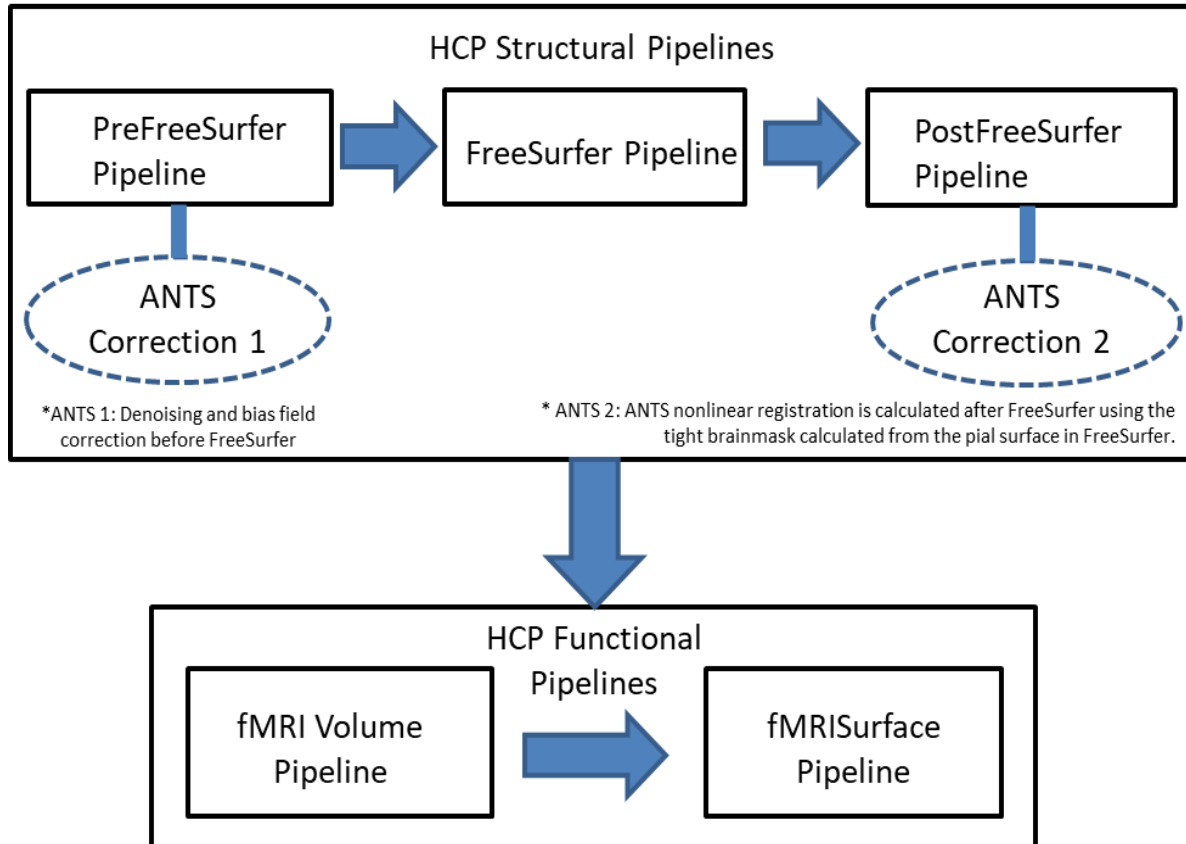 HCP Structural Pipelines
PreFreeSurfer
Pipeline
FreeSurfer Pipeline
PostFreeSurfer
Pipeline
ANTS
Correction 1
ANTS
Correction 2
*ANTS 1: Denoising and bias field
correction before FreeSurfer
* ANTS 2: ANTS nonlinear registration is calculated after FreeSurfer using the
tight brainmask calculated from the pial surface in FreeSurfer.
HCP Functional
Pipelines
fMRI Volume
Pipeline
fMRISurface
Pipeline